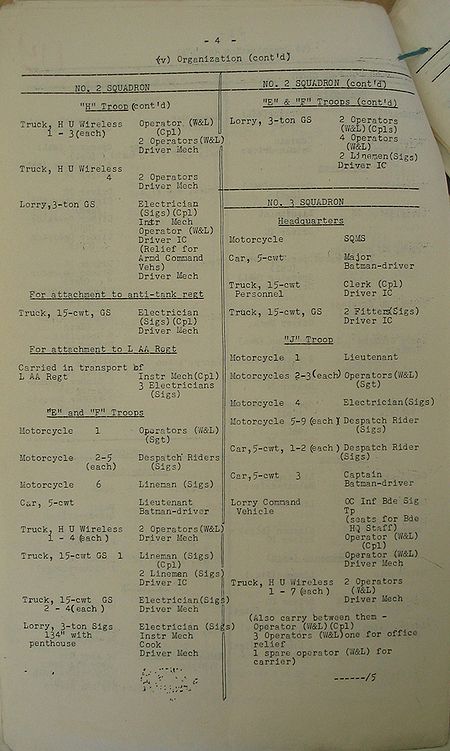 - 4 -
(v) Organization (cont'd)
NO. 2 SQUADRON
"H" Troop (cont'd)
Truck, H U Wireless Operator (W&L)
1 - 3(each) (Cpl)
2 Operators(W&L)
Driver Mech
Truck, H U Wireless
4 2 Operators
Driver Mech
Lorry,3-ton GS Electrician
(Sigs)(Cpl)
Instr Mech
Operator (W&L)
Driver IC
(Relief for
Armd Command
Vehs)
Driver Mech
For attachment to anti-tank regt
Truck, 15-cwt, GS Electrician
(Sigs)(Cpl)
Driver Mech
For attachment to L AA Regt
Carried in transport of
L AA Regt Instr Mech(Cpl)
3 Electricians
(Sigs)
"E" and "F" Troops
Motorcycle 1 Operators (W&L)
(Sgt)
Motorcycle 2-5 Despatch Riders
(each) (Sigs)
Motorcycle 6 Lineman (Sigs)
Car, 5-cwt Lieutenant
Batman-driver
Truck, H U Wireless 2 Operators(W&L)
1 - 4(each) Driver Mech
Truck, 15-cwt GS 1 Lineman (Sigs)
(Cpl)
2 Linemen (Sigs)
Driver IC
Truck, 15-cwt GS Electrician(Sigs)
2 - 4(each) Driver Mech
Lorry, 3-ton Sigs Electrician (Sigs)
134" with Instr Mech
penthouse Cook
Driver Mech
NO. 2 SQUADRON (cont'd)
"E" & "F" Troops (cont'd)
Lorry, 3-ton GS 2 Operators
(W&L)(Cpls)
4 Operators
(W&L)
2 Linemen(Sigs)
Driver IC
NO. 3 SQUADRON
Headquarters
Motorcycle SQMS
Car, 5-cwt Major
Batman-driver
Truck, 15-cwt Clerk (Cpl)
Personnel Driver IC
Truck, 15-cwt, GS 2 Fitters(Sigs)
Driver IC
"J" Troop
Motorcycle 1 Lieutenant
Motorcycles 2-3(each) Operators(W&L)
(Sgt)
Motorcycle 4 Electrician(Sigs)
Motorcycle 5-9(each) Despatch Rider
(Sigs)
Car,5-cwt, 1-2(each) Despatch Rider
(Sigs)
Car,5-cwt 3 Captain
Batman-driver
Lorry Command OC Inf Bde Sig
Vehicle Tp
(seats for Bde
HQ Staff)
Operator (W&L)
(Cpl)
Operator (W&L)
Driver Mech
Truck, H U Wireless 2 Operators
1 - 7(each) (W&L)
Driver Mech
(Also carry between them -
Operator (W&L)(Cpl)
3 Operators (W&L)one for office
relief
1 spare operator (W&L) for
carrier)
------/5